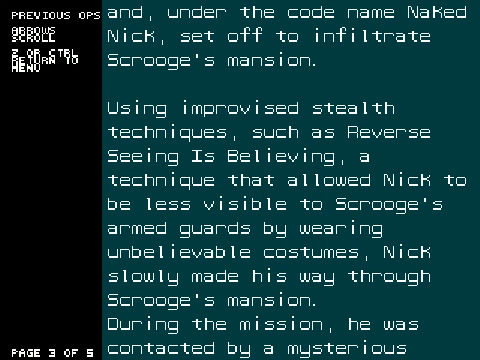 PREVIOUS OPS
ARROWS
SCROLL
Z OR CTRL
RETURN TO
MENU
and, under the code name Naked
Nick, set off to infiltrate
Scrooge's mansion.
Using improvised stealth
techniques, such as Reverse
Seeing Is Believing, a
technique that allowed Nick to
be less visible to Scrooge's
armed guards by wearing
unbelievable costumes, Nick
slowly made his way through
Scrooge's mansion.
During the mission, he was
contacted by a mysterious
PAGE 3 OF 5